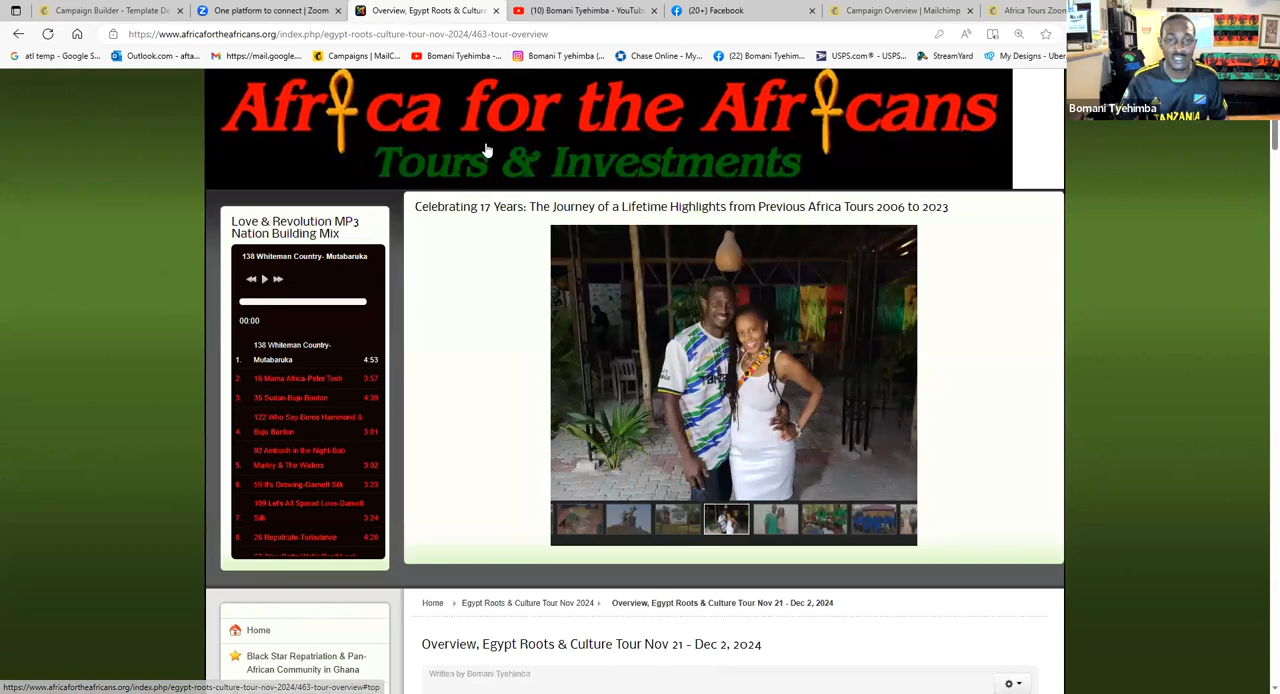 Campaign Builder - Template De
One platform to connect | Zoom
Overview, Egypt Roots & Culture
(10) Bomani Tyehimba - YouTube
(20+) Facebook
Campaign Overview | Mailchimp
Africa Tours Zoom
https://www.africafortheafricans.org/index.php/egypt-roots-culture-tour-nov-2024/463-tour-overview
atl temp - Google S...
Outlook.com - afta...
https://mail.google...
Campaigns | MailC...
Bomani Tyehimba -...
Bomani T yehimba (...
Chase Online - My...
(22) Bomani Tyehim...
USPS.com® - USPS...
StreamYard
My Designs - Uber
Bomani Tyehimba
TANZANIA
Africa for the Africans
Tours & Investments
Love & Revolution MP3
Nation Building Mix
138 Whiteman Country- Mutabaruka
00:00
138 Whiteman Country-
1. Mutabaruka 4:53
2. 16 Mama Africa-Peter Tosh 3:57
3. 35 Sudan-Buju Banton 4:39
122 Who Say-Beres Hammond &
4. Buju Banton 3:01
92 Ambush in the Night-Bob
5. Marley & The Wailers 3:02
6. 59 It's Growing-Garnett Silk 3:23
109 Let's All Spread Love-Garnett
7. Silk 3:24
8. 26 Repatriate-Turbulance 4:20
Celebrating 17 Years: The Journey of a Lifetime Highlights from Previous Africa Tours 2006 to 2023
Home
Egypt Roots & Culture Tour Nov 2024
Overview, Egypt Roots & Culture Tour Nov 21 - Dec 2, 2024
Overview, Egypt Roots & Culture Tour Nov 21 - Dec 2, 2024
Written by Bomani Tyehimba
Home
Black Star Repatriation & Pan-
African Community in Ghana
https://www.africafortheafricans.org/index.php/egypt-roots-culture-tour-nov-2024/463-tour-overview#top